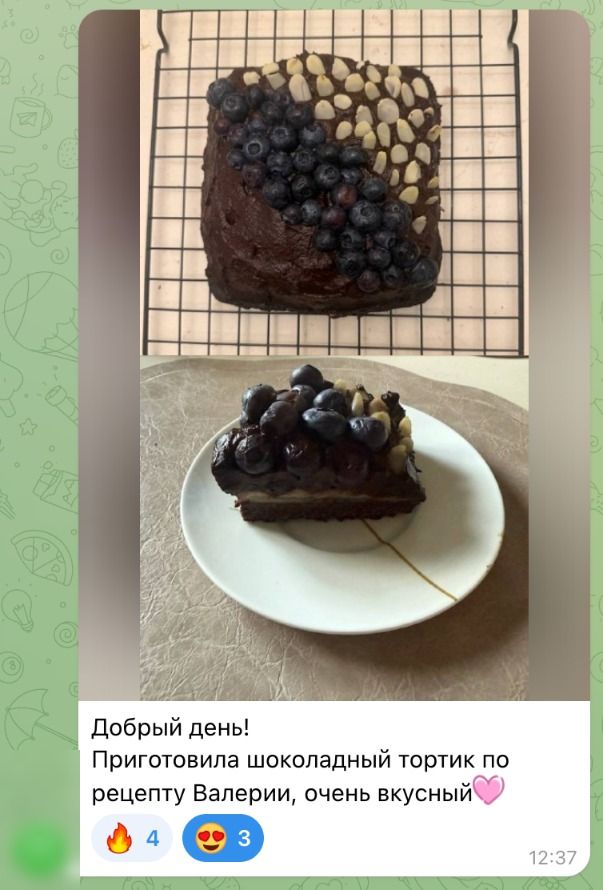 Добрый день!
Приготовила шоколадный тортик по
рецепту Валерии, очень вкусный🩷
🔥 4 😍 3
12:37